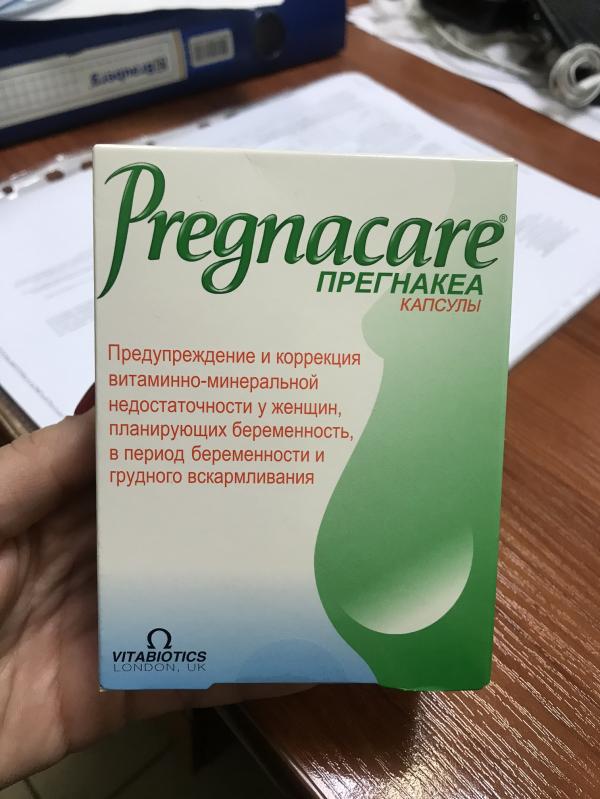 Pregnacare®
ПРЕГНАКЕА
КАПСУЛЫ
Предупреждение и коррекция
витаминно-минеральной
недостаточности у женщин,
планирующих беременность,
в период беременности и
грудного вскармливания
VITABIOTICS
LONDON, UK